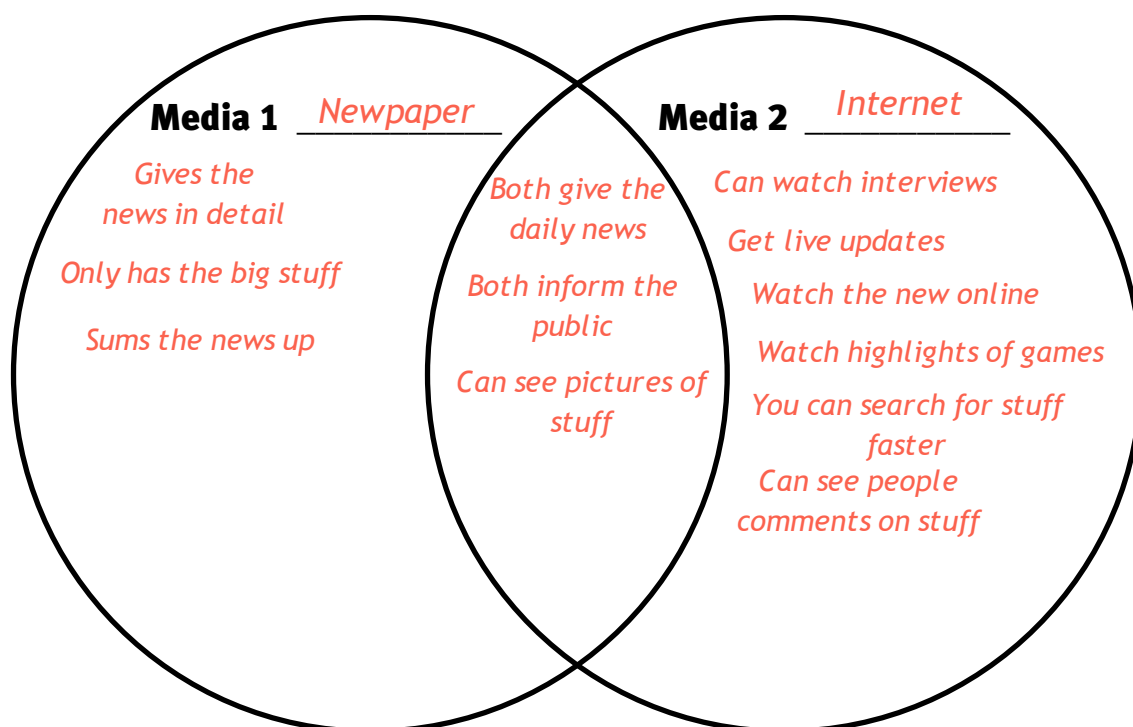 Media 1 Newpaper
Gives the
news in detail
Only has the big stuff
Sums the news up
Both give the
daily news
Both inform the
public
Can see pictures of
stuff
Media 2 Internet
Can watch interviews
Get live updates
Watch the new online
Watch highlights of games
You can search for stuff
faster
Can see people
comments on stuff